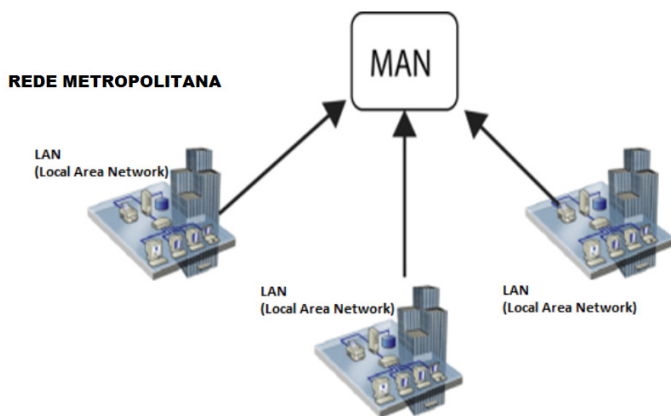 MAN
REDE METROPOLITANA
LAN
(Local Area Network)
LAN
(Local Area Network)
LAN
(Local Area Network)